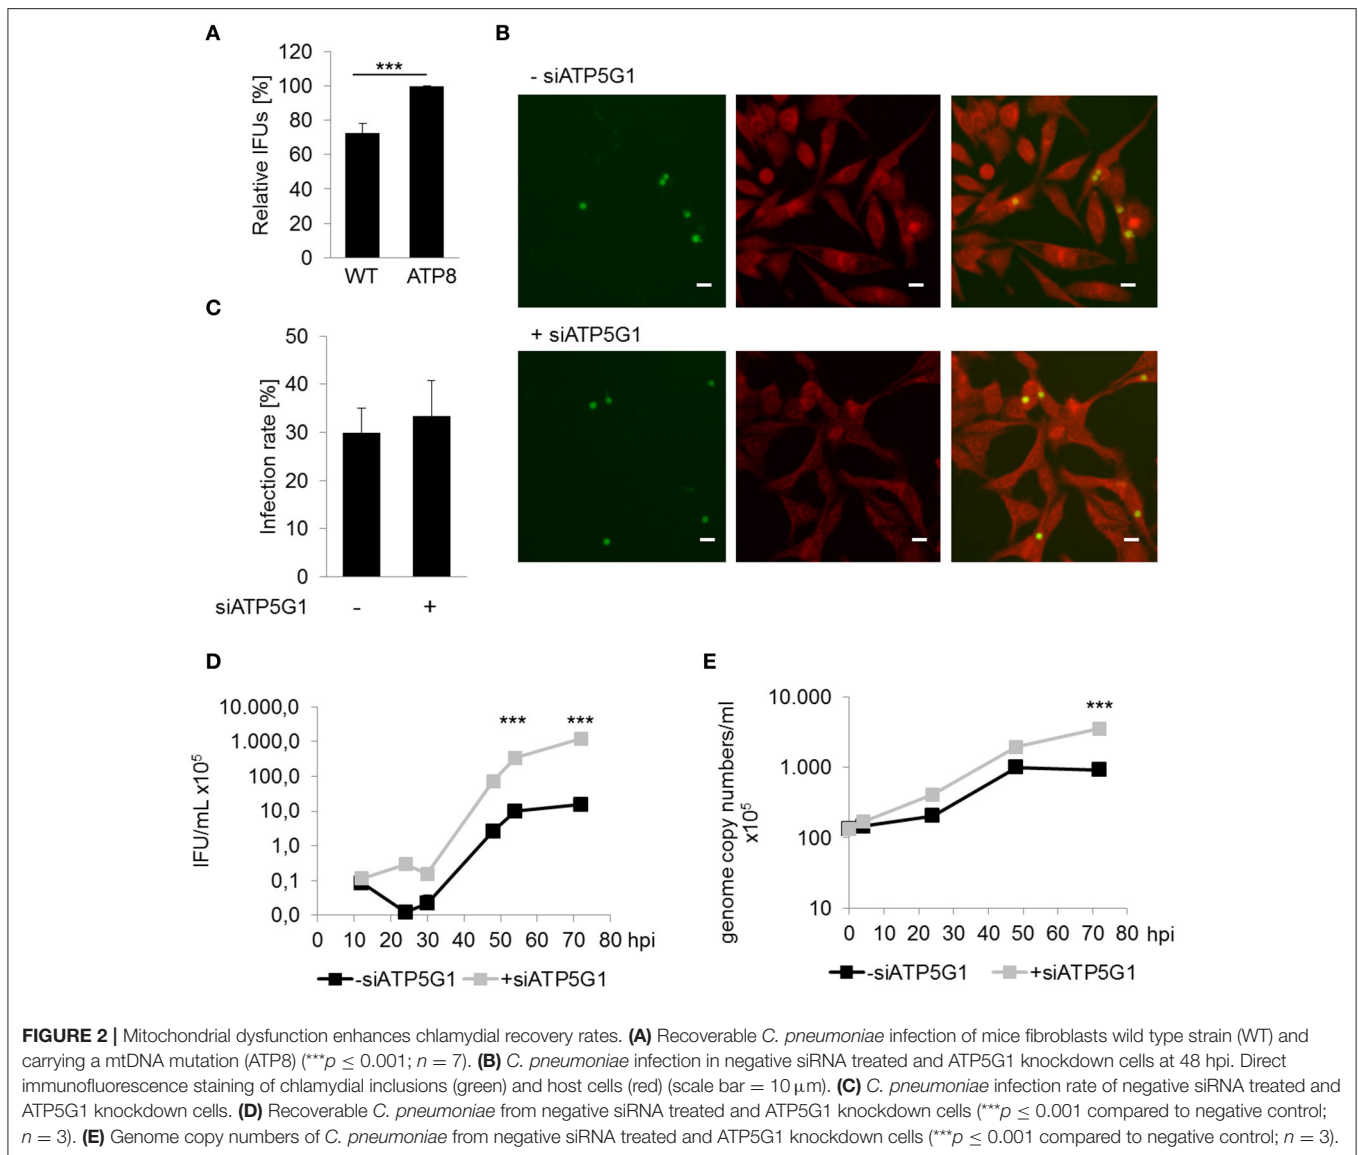 A
120
100
80
60
40
20
0
Relative IFUs [%]
***
WT ATP8
B
- siATP5G1
+ siATP5G1
C
50
40
30
20
10
0
Infection rate [%]
siATP5G1 - +
D
10.000,0
1.000,0
100,0
10,0
1,0
0,1
0,0
IFU/mL x10⁵
*** ***
0 10 20 30 40 50 60 70 80 hpi
-siATP5G1 +siATP5G1
E
10.000
1.000
100
10
genome copy numbers/ml
x10⁵
***
0 10 20 30 40 50 60 70 80 hpi
-siATP5G1 +siATP5G1
FIGURE 2 | Mitochondrial dysfunction enhances chlamydial recovery rates. (A) Recoverable C. pneumoniae infection of mice fibroblasts wild type strain (WT) and
carrying a mtDNA mutation (ATP8) (***p ≤ 0.001; n = 7). (B) C. pneumoniae infection in negative siRNA treated and ATP5G1 knockdown cells at 48 hpi. Direct
immunofluorescence staining of chlamydial inclusions (green) and host cells (red) (scale bar = 10 μm). (C) C. pneumoniae infection rate of negative siRNA treated and
ATP5G1 knockdown cells. (D) Recoverable C. pneumoniae from negative siRNA treated and ATP5G1 knockdown cells (***p ≤ 0.001 compared to negative control;
n = 3). (E) Genome copy numbers of C. pneumoniae from negative siRNA treated and ATP5G1 knockdown cells (***p ≤ 0.001 compared to negative control; n = 3).